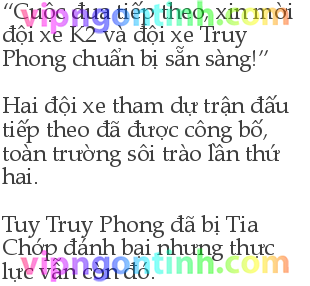 “Cuộc đua tiếp theo, xin mời
đội xe K2 và đội xe Truy
Phong chuẩn bị sẵn sàng!”
Hai đội xe tham dự trận đấu
tiếp theo đã được công bố,
toàn trường sôi trào lần thứ
hai.
Tuy Truy Phong đã bị Tia
Chớp đánh bại nhưng thực
lực vẫn còn đó.
vipngontinh.com
vipngontinh.com